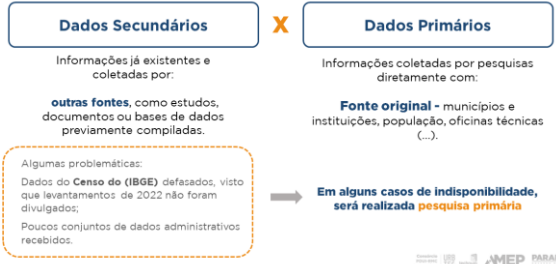 Dados Secundários
X
Dados Primários
Informações já existentes e
coletadas por:
outras fontes, como estudos,
documentos ou bases de dados
previamente compiladas.
Informações coletadas por pesquisas
diretamente com:
Fonte original - municípios e
instituições, população, oficinas técnicas
(...).
Algumas problemáticas:
Dados do Censo do (IBGE) defasados, visto
que levantamentos de 2022 não foram
divulgados;
Poucos conjuntos de dados administrativos
recebidos.
Em alguns casos de indisponibilidade,
será realizada pesquisa primária
AMEP